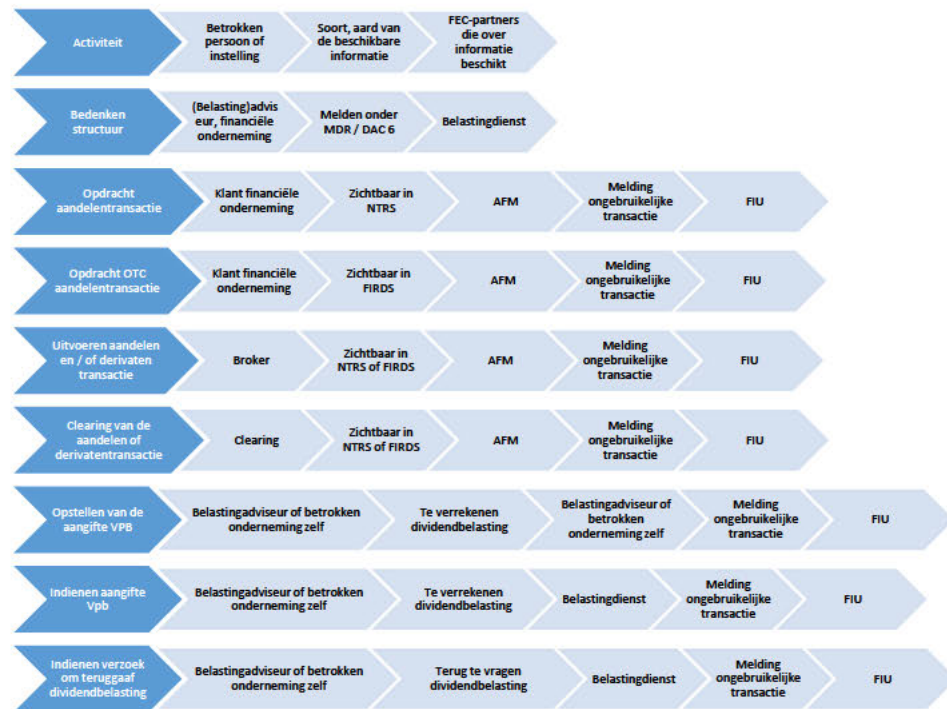 Activiteit
Betrokken
persoon of
instelling
Soort, aard van
de beschikbare
informatie
FEC-partners
die over
informatie
beschikt
Bedenken
structuur
(Belasting)advis
eur, financiële
onderneming
Melden onder
MDR / DAC 6
Belastingdienst
Opdracht
aandelentransactie
Klant financiële
onderneming
Zichtbaar in
NTRS
AFM
Melding
ongebruikelijke
transactie
FIU
Opdracht OTC
aandelentransactie
Klant financiële
onderneming
Zichtbaar in
FIRDS
AFM
Melding
ongebruikelijke
transactie
FIU
Uitvoeren aandelen
en / of derivaten
transactie
Broker
Zichtbaar in
NTRS of FIRDS
AFM
Melding
ongebruikelijke
transactie
FIU
Clearing van de
aandelen of
derivatentransactie
Clearing
Zichtbaar in
NTRS of FIRDS
AFM
Melding
ongebruikelijke
transactie
FIU
Opstellen van de
aangifte VPB
Belastingadviseur of betrokken
onderneming zelf
Te verrekenen
dividendbelasting
Belastingadviseur of
betrokken
onderneming zelf
Melding
ongebruikelijke
transactie
FIU
Indienen aangifte
Vpb
Belastingadviseur of betrokken
onderneming zelf
Te verrekenen
dividendbelasting
Belastingdienst
Melding
ongebruikelijke
transactie
FIU
Indienen verzoek
om teruggaaf
dividendbelasting
Belastingadviseur of betrokken
onderneming zelf
Terug te vragen
dividendbelasting
Belastingdienst
Melding
ongebruikelijke
transactie
FIU